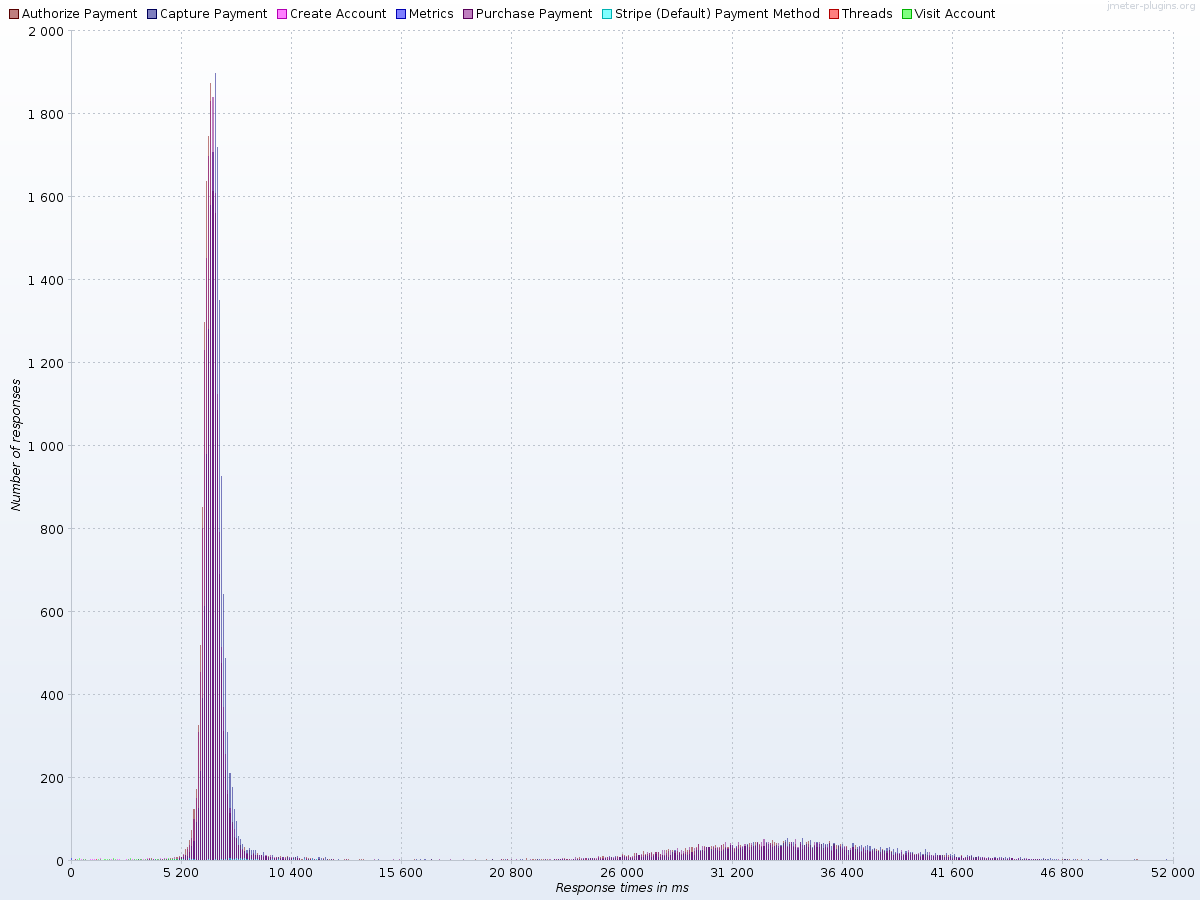 Authorize Payment Capture Payment Create Account Metrics Purchase Payment Stripe (Default) Payment Method Threads Visit Account
jmeter-plugins.org
2 000
1 800
1 600
1 400
1 200
1 000
800
600
400
200
0
Number of responses
0 5 200 10 400 15 600 20 800 26 000 31 200 36 400 41 600 46 800 52 000
Response times in ms